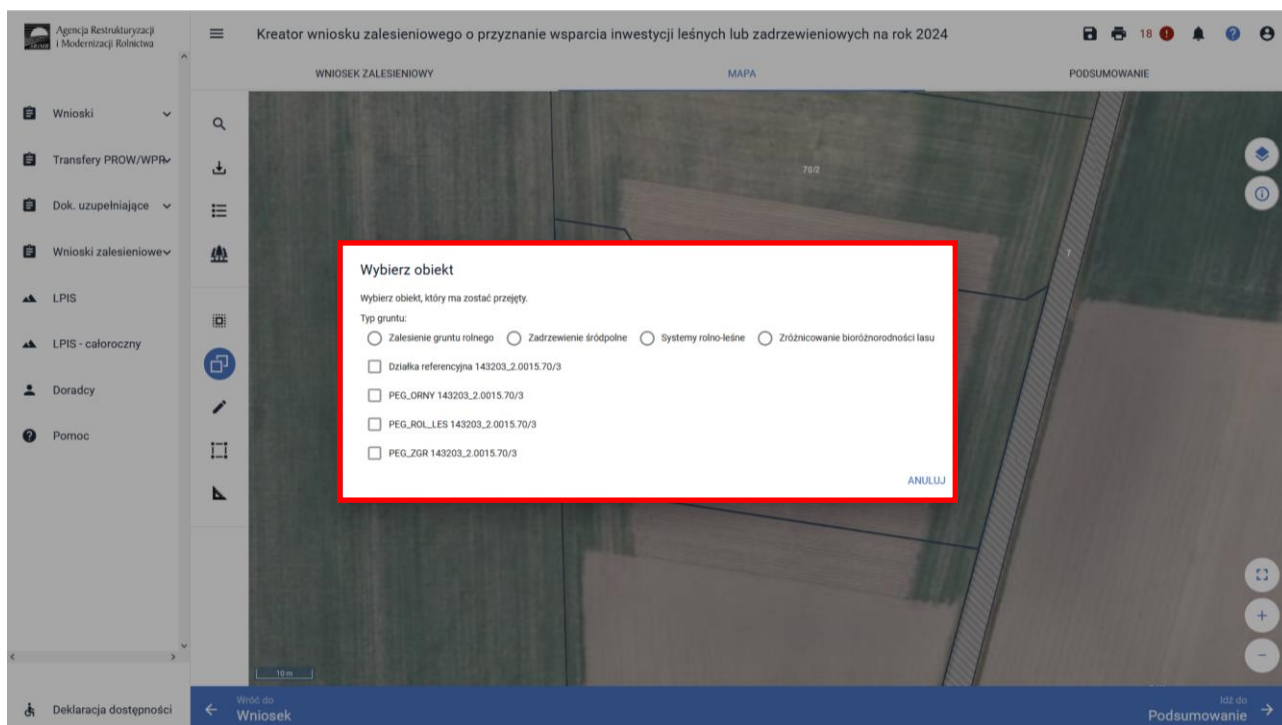 Agencja Restrukturyzacji
i Modernizacji Rolnictwa
Kreator wniosku zalesieniowego o przyznanie wsparcia inwestycji leśnych lub zadrzewieniowych na rok 2024
18
WNIOSEK ZALESIENIOWY
MAPA
PODSUMOWANIE
Wnioski
Transfery PROW/WPR
Dok. uzupełniające
Wnioski zalesieniowe
LPIS
LPIS - całoroczny
Doradcy
Pomoc
70/2
7
Wybierz obiekt
Wybierz obiekt, który ma zostać przejęty.
Typ gruntu:
Zalesienie gruntu rolnego Zadrzewienie śródpolne Systemy rolno-leśne Zróżnicowanie bioróżnorodności lasu
Działka referencyjna 143203_2.0015.70/3
PEG_ORNY 143203_2.0015.70/3
PEG_ROL_LES 143203_2.0015.70/3
PEG_ZGR 143203_2.0015.70/3
ANULUJ
10 m
Deklaracja dostępności
Wróć do
Wniosek
Idź do
Podsumowanie